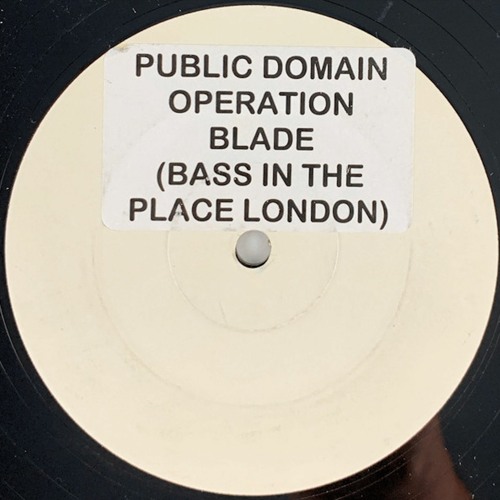 PUBLIC DOMAIN
OPERATION
BLADE
(BASS IN THE
PLACE LONDON)